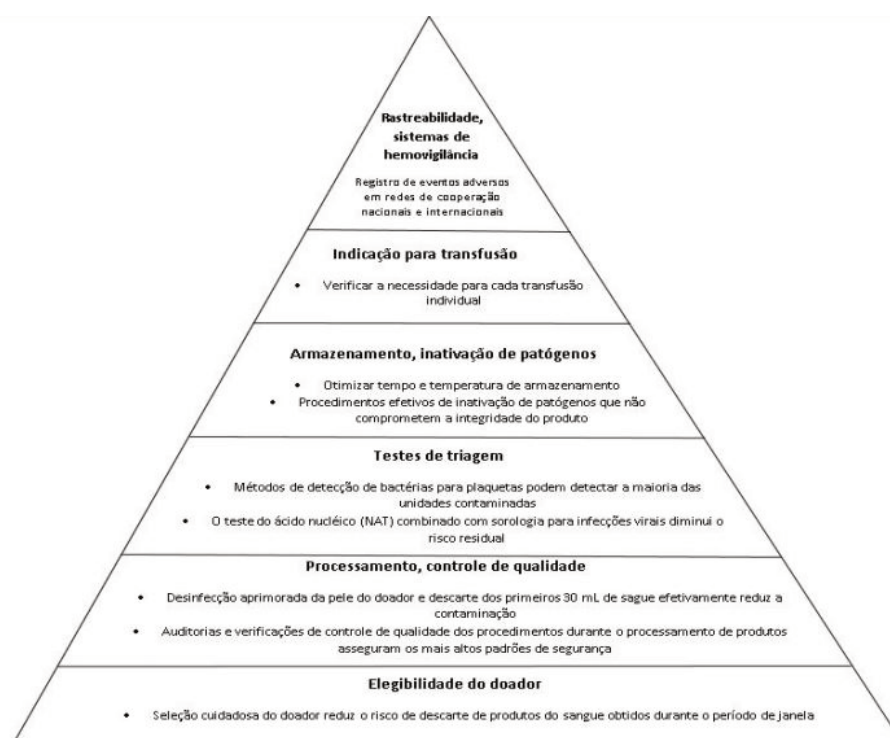 Rastreabilidade,
sistemas de
hemovigilância
Registro de eventos adversos
em redes de cooperação
nacionais e internacionais
Indicação para transfusão
• Verificar a necessidade para cada transfusão
individual
Armazenamento, inativação de patógenos
• Otimizar tempo e temperatura de armazenamento
• Procedimentos efetivos de inativação de patógenos que não
comprometem a integridade do produto
Testes de triagem
• Métodos de detecção de bactérias para plaquetas podem detectar a maioria das
unidades contaminadas
• O teste do ácido nucléico (NAT) combinado com sorologia para infecções virais diminui o
risco residual
Processamento, controle de qualidade
• Desinfecção aprimorada da pele do doador e descarte dos primeiros 30 mL de sague efetivamente reduz a
contaminação
• Auditorias e verificações de controle de qualidade dos procedimentos durante o processamento de produtos
asseguram os mais altos padrões de segurança
Elegibilidade do doador
• Seleção cuidadosa do doador reduz o risco de descarte de produtos do sangue obtidos durante o período de janela